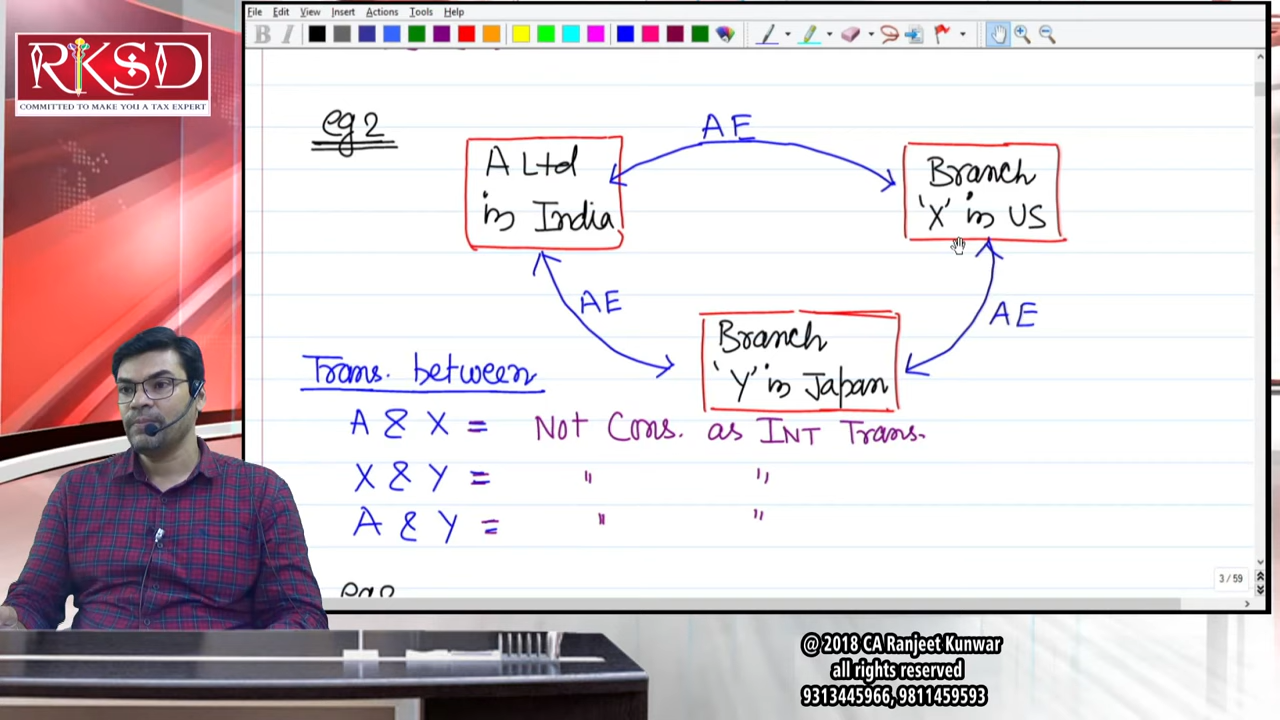 File Edit View Insert Actions Tools Help
B I
RKSD
COMMITTED TO MAKE YOU A TAX EXPERT
eg 2
AE
A Ltd
in India
Branch
'X' in US
AE
AE
Branch
'Y' in Japan
Trans. between
A & X = Not Cons. as INT Trans.
X & Y = " "
A & Y = " "
3 / 59
@ 2018 CA Ranjeet Kunwar
all rights reserved
9313445966, 9811459593